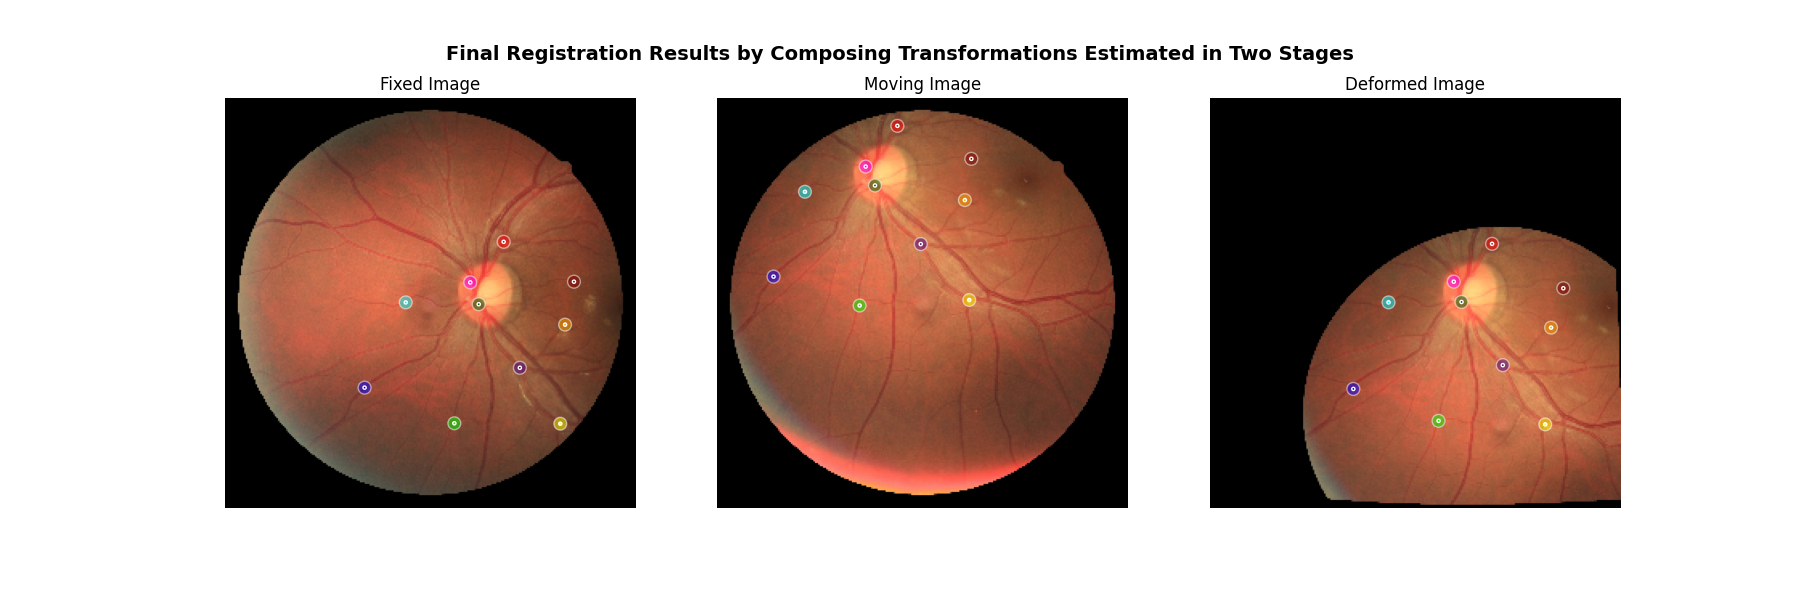 Final Registration Results by Composing Transformations Estimated in Two Stages
Fixed Image
Moving Image
Deformed Image